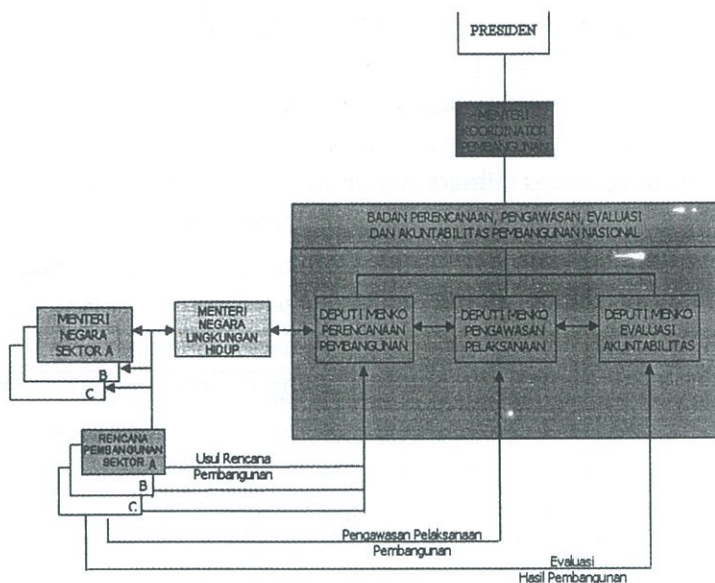 PRESIDEN
MENTERI
KOORDINATOR
PEMBANGUNAN
BADAN PERENCANAAN, PENGAWASAN, EVALUASI
DAN AKUNTABILITAS PEMBANGUNAN NASIONAL
MENTERI
NEGARA
SEKTOR A
B
C
MENTERI
NEGARA
LINGKUNGAN
HIDUP
DEPUTI MENKO
PERENCANAAN
PEMBANGUNAN
DEPUTI MENKO
PENGAWASAN
PELAKSANAAN
DEPUTI MENKO
EVALUASI
AKUNTABILITAS
RENCANA
PEMBANGUNAN
SEKTOR A
B
C
Usul Rencana
Pembangunan
Pengawasan Pelaksanaan
Pembangunan
Evaluasi
Hasil Pembangunan